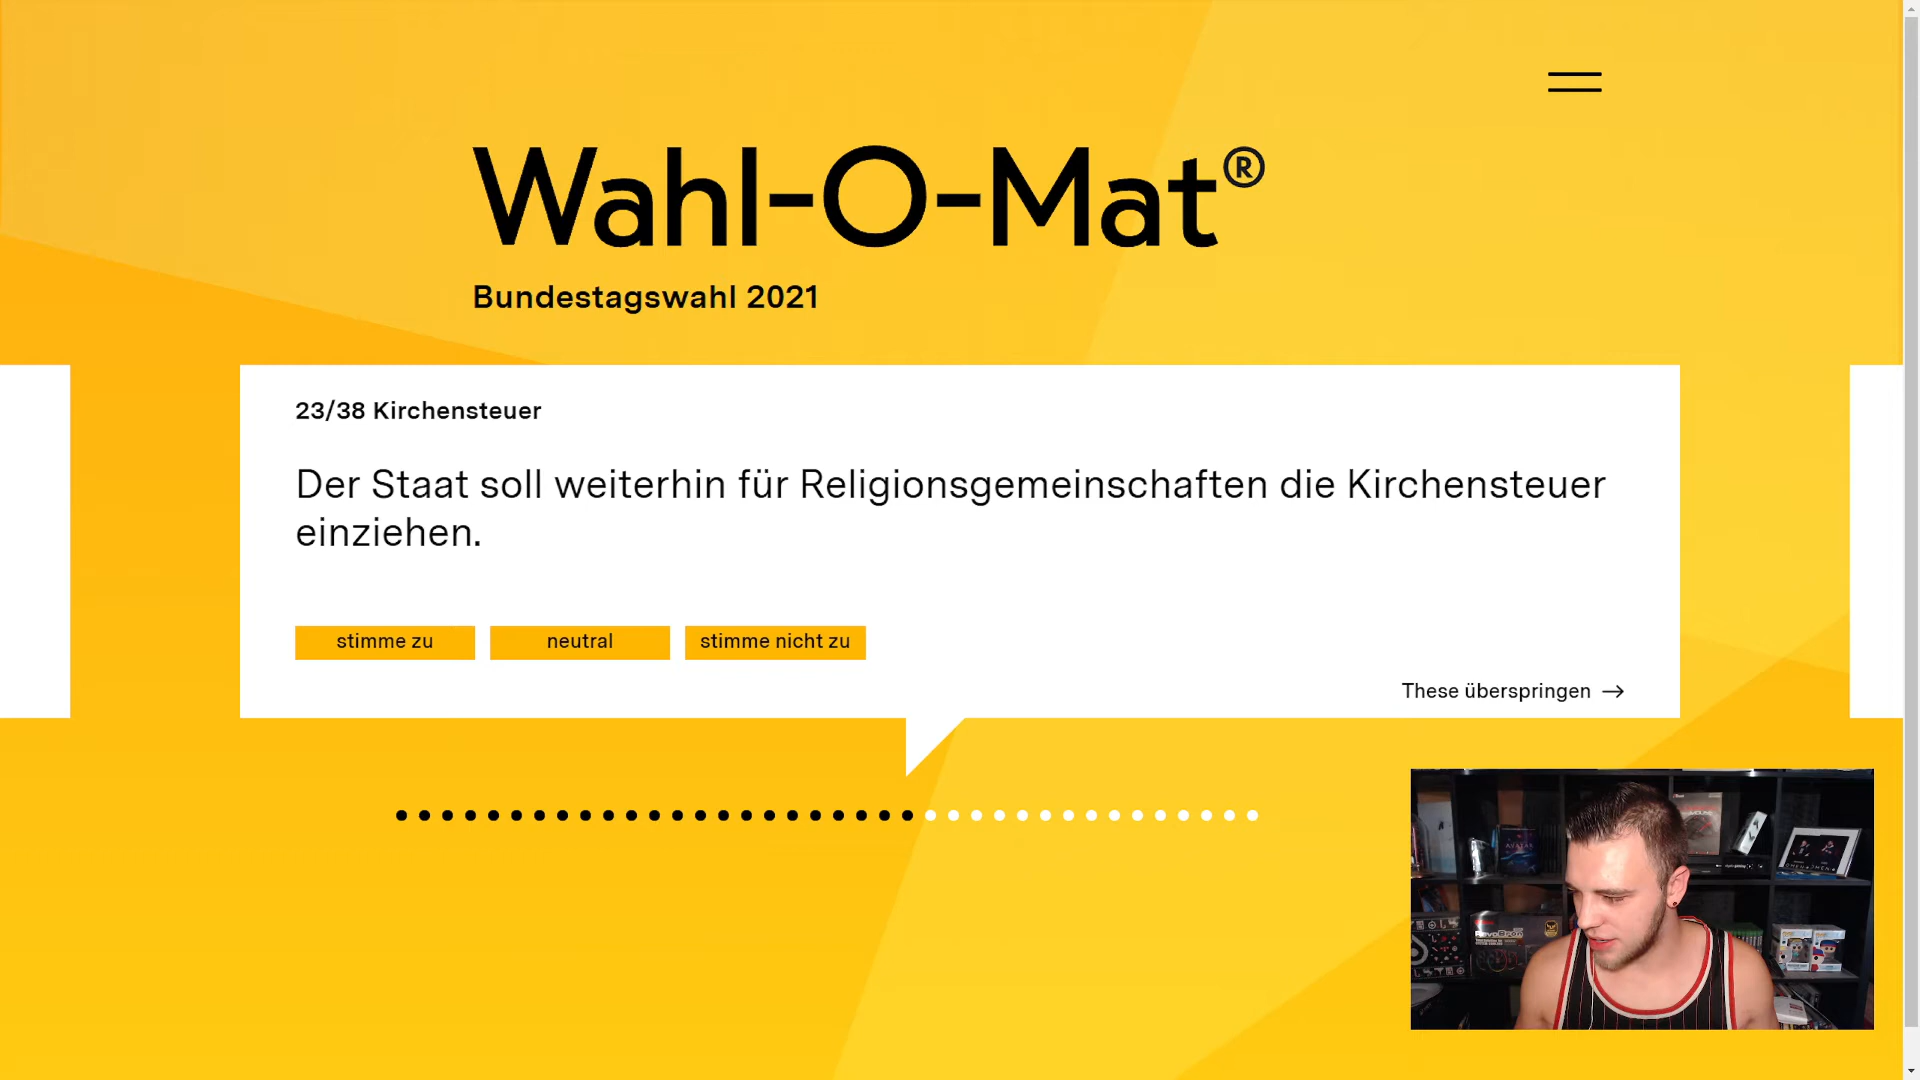 Wahl-O-Mat®
Bundestagswahl 2021
23/38 Kirchensteuer
Der Staat soll weiterhin für Religionsgemeinschaften die Kirchensteuer
einziehen.
stimme zu
neutral
stimme nicht zu
These überspringen →
AVATAR